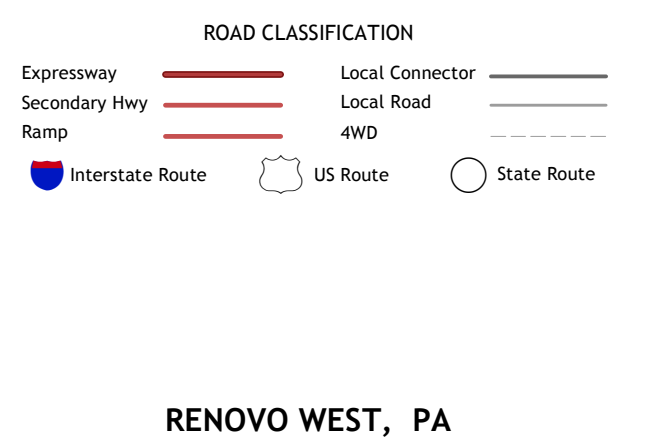 ROAD CLASSIFICATION
Expressway
Local Connector
Secondary Hwy
Local Road
Ramp
4WD
Interstate Route
US Route
State Route
RENOVO WEST, PA